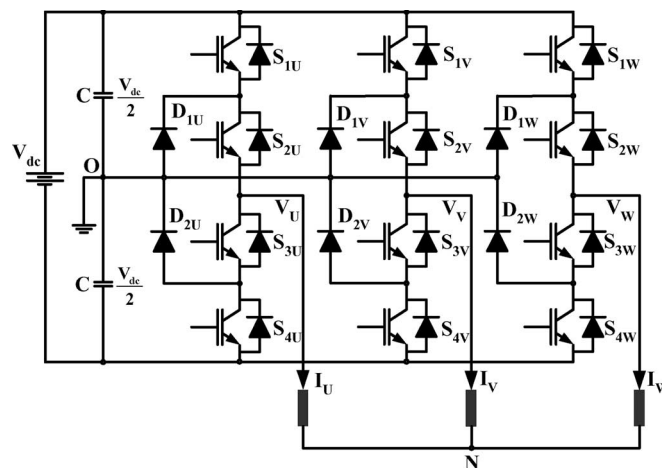 S1U
S1V
S1W
C
Vdc
2
D1U
D1V
D1W
S2U
S2V
S2W
Vdc
O
VU
VV
VW
D2U
D2V
D2W
S3U
S3V
S3W
C
Vdc
2
S4U
S4V
S4W
IU
IV
IW
N